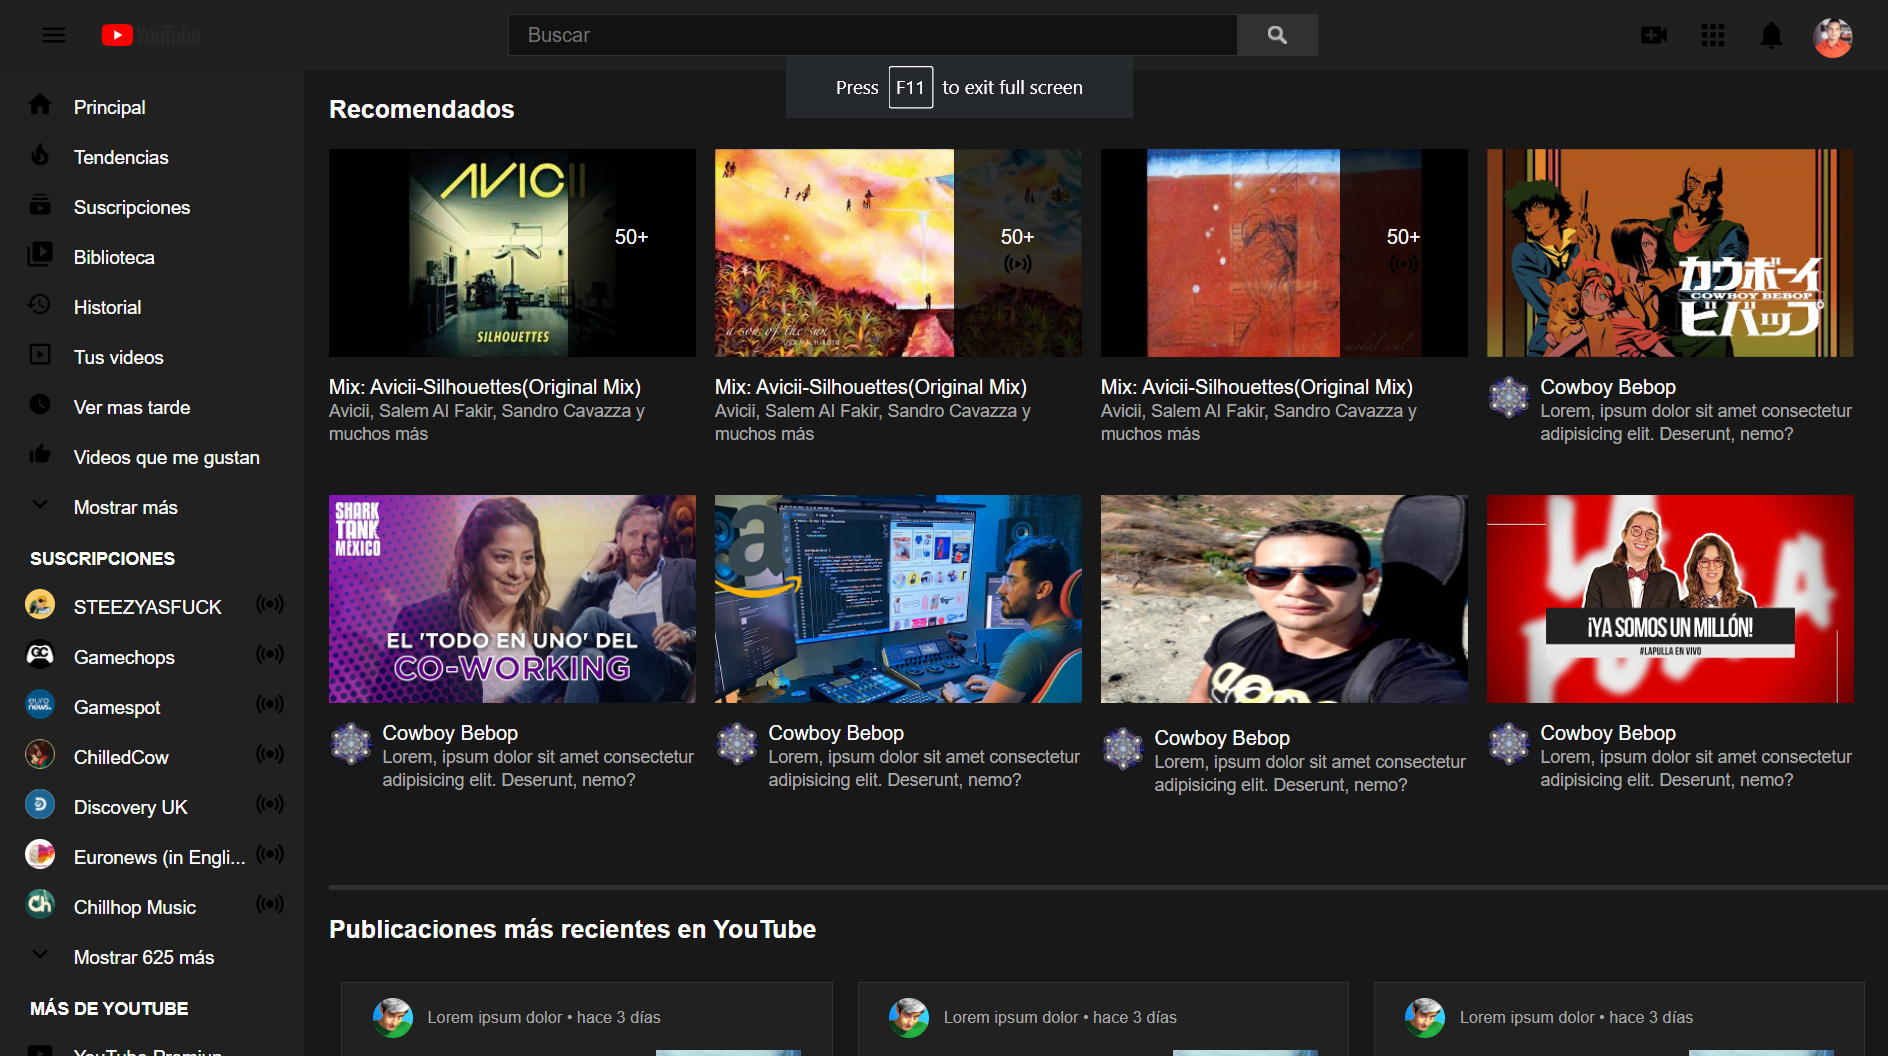 YouTube
Buscar
Press F11 to exit full screen
Principal
Tendencias
Suscripciones
Biblioteca
Historial
Tus videos
Ver mas tarde
Videos que me gustan
Mostrar más
SUSCRIPCIONES
STEEZYASFUCK
Gamechops
euro
news.
Gamespot
ChilledCow
Discovery UK
Euronews (in Engli...
Chillhop Music
Mostrar 625 más
MÁS DE YOUTUBE
YouTube Premiun
Recomendados
AVICII
SILHOUETTES
50+
Mix: Avicii-Silhouettes(Original Mix)
Avicii, Salem Al Fakir, Sandro Cavazza y
muchos más
a son of the sun
UYAMA HIROTO
50+
Mix: Avicii-Silhouettes(Original Mix)
Avicii, Salem Al Fakir, Sandro Cavazza y
muchos más
50+
modal soul
Mix: Avicii-Silhouettes(Original Mix)
Avicii, Salem Al Fakir, Sandro Cavazza y
muchos más
カウボーイ
COWBOY BEBOP
ビバップ
Cowboy Bebop
Lorem, ipsum dolor sit amet consectetur
adipisicing elit. Deserunt, nemo?
SHARK
TANK
MÉXICO
EL 'TODO EN UNO' DEL
CO-WORKING
Cowboy Bebop
Lorem, ipsum dolor sit amet consectetur
adipisicing elit. Deserunt, nemo?
a
Cowboy Bebop
Lorem, ipsum dolor sit amet consectetur
adipisicing elit. Deserunt, nemo?
Cowboy Bebop
Lorem, ipsum dolor sit amet consectetur
adipisicing elit. Deserunt, nemo?
¡YA SOMOS UN MILLÓN!
#LAPULLA EN VIVO
Cowboy Bebop
Lorem, ipsum dolor sit amet consectetur
adipisicing elit. Deserunt, nemo?
Publicaciones más recientes en YouTube
Lorem ipsum dolor • hace 3 días
Lorem ipsum dolor • hace 3 días
Lorem ipsum dolor • hace 3 días